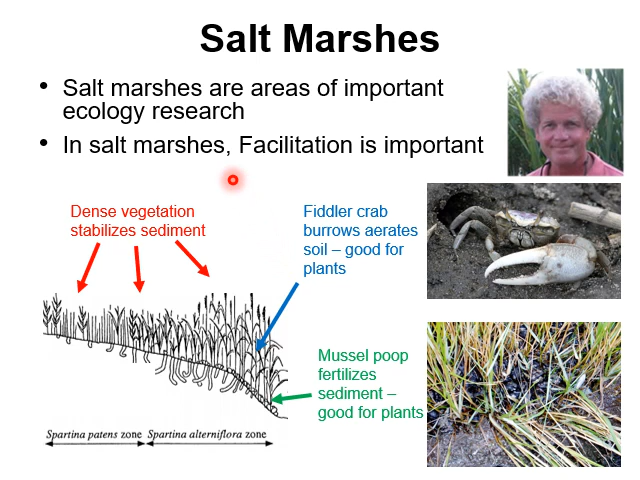 Salt Marshes
• Salt marshes are areas of important
ecology research
• In salt marshes, Facilitation is important
Dense vegetation
stabilizes sediment
Fiddler crab
burrows aerates
soil – good for
plants
Mussel poop
fertilizes
sediment –
good for plants
Spartina patens zone
Spartina alterniflora zone